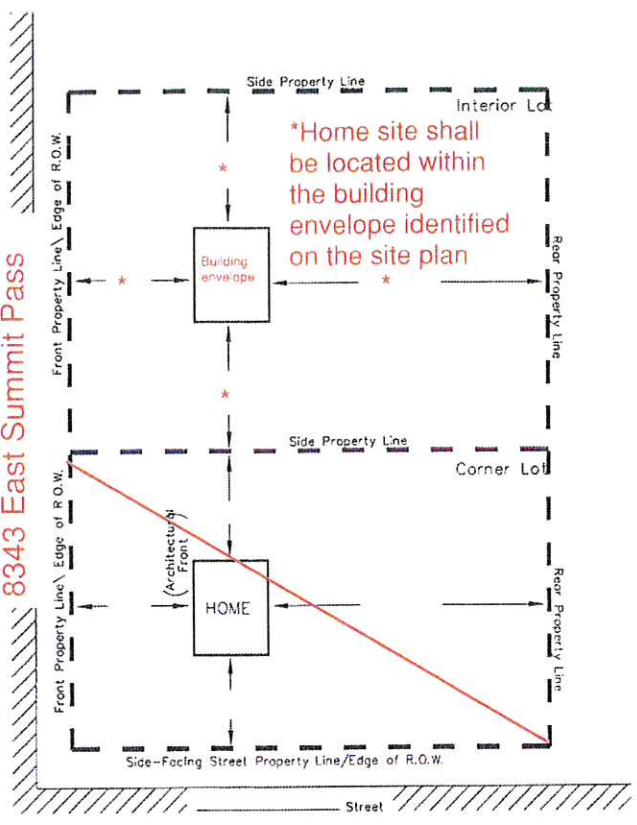 Side Property Line
Interior Lot
*Home site shall
be located within
the building
envelope identified
on the site plan
*
Building
envelope
*
*
*
Front Property Line\ Edge of R.O.W.
Rear Property Line
8343 East Summit Pass
Side Property Line
Corner Lot
(Architectural
Front)
HOME
Front Property Line\ Edge of R.O.W.
Rear Property Line
Side-Facing Street Property Line/Edge of R.O.W.
Street